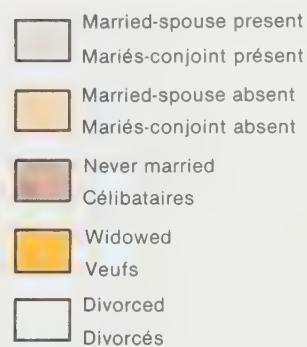 Married-spouse present
Mariés-conjoint présent
Married-spouse absent
Mariés-conjoint absent
Never married
Célibataires
Widowed
Veufs
Divorced
Divorcés